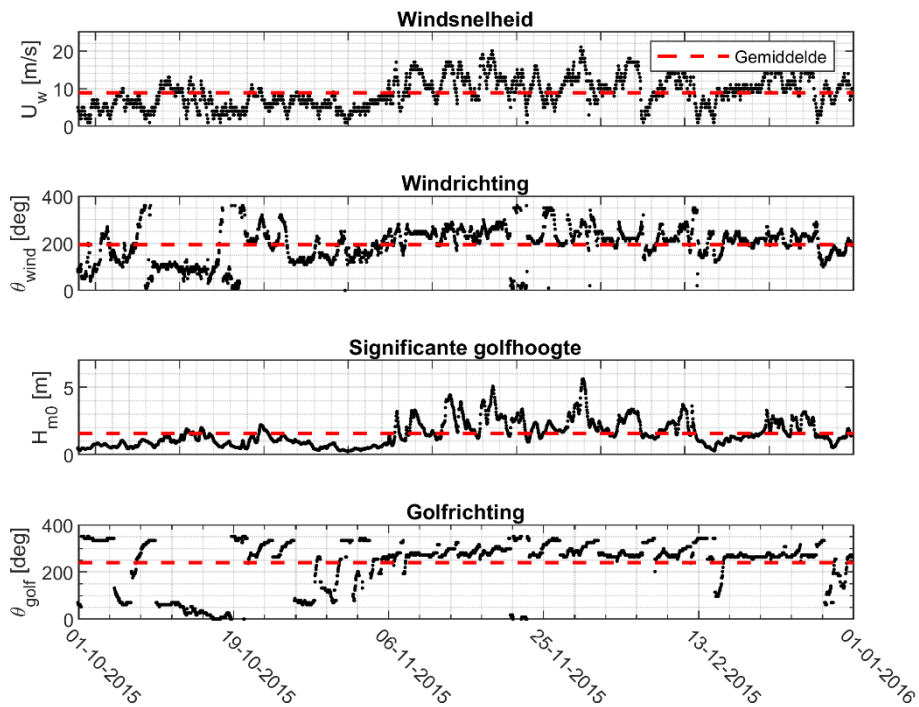 Windsnelheid
U_w [m/s]
20
10
0
Gemiddelde
Windrichting
θ_wind [deg]
400
200
0
Significante golfhoogte
H_m0 [m]
5
0
Golfrichting
θ_golf [deg]
400
200
0
01-10-2015
19-10-2015
06-11-2015
25-11-2015
13-12-2015
01-01-2016